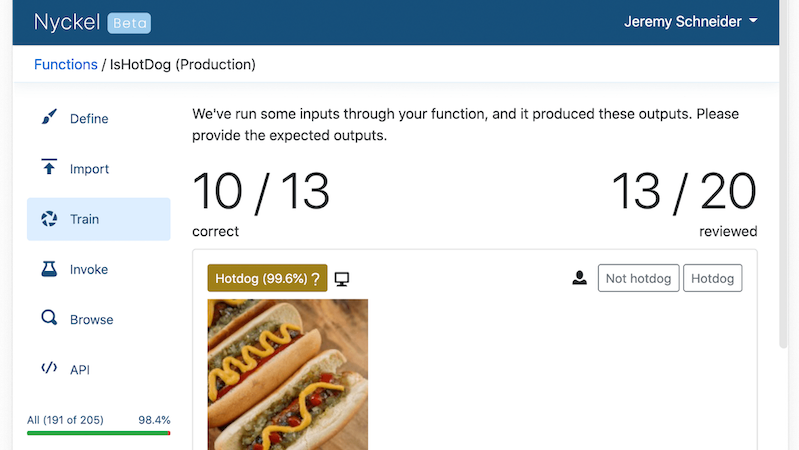 Nyckel Beta
Jeremy Schneider
Functions / IsHotDog (Production)
Define
Import
Train
Invoke
Browse
API
All (191 of 205) 98.4%
We've run some inputs through your function, and it produced these outputs. Please
provide the expected outputs.
10 / 13
correct
13 / 20
reviewed
Hotdog (99.6%) ?
Not hotdog
Hotdog